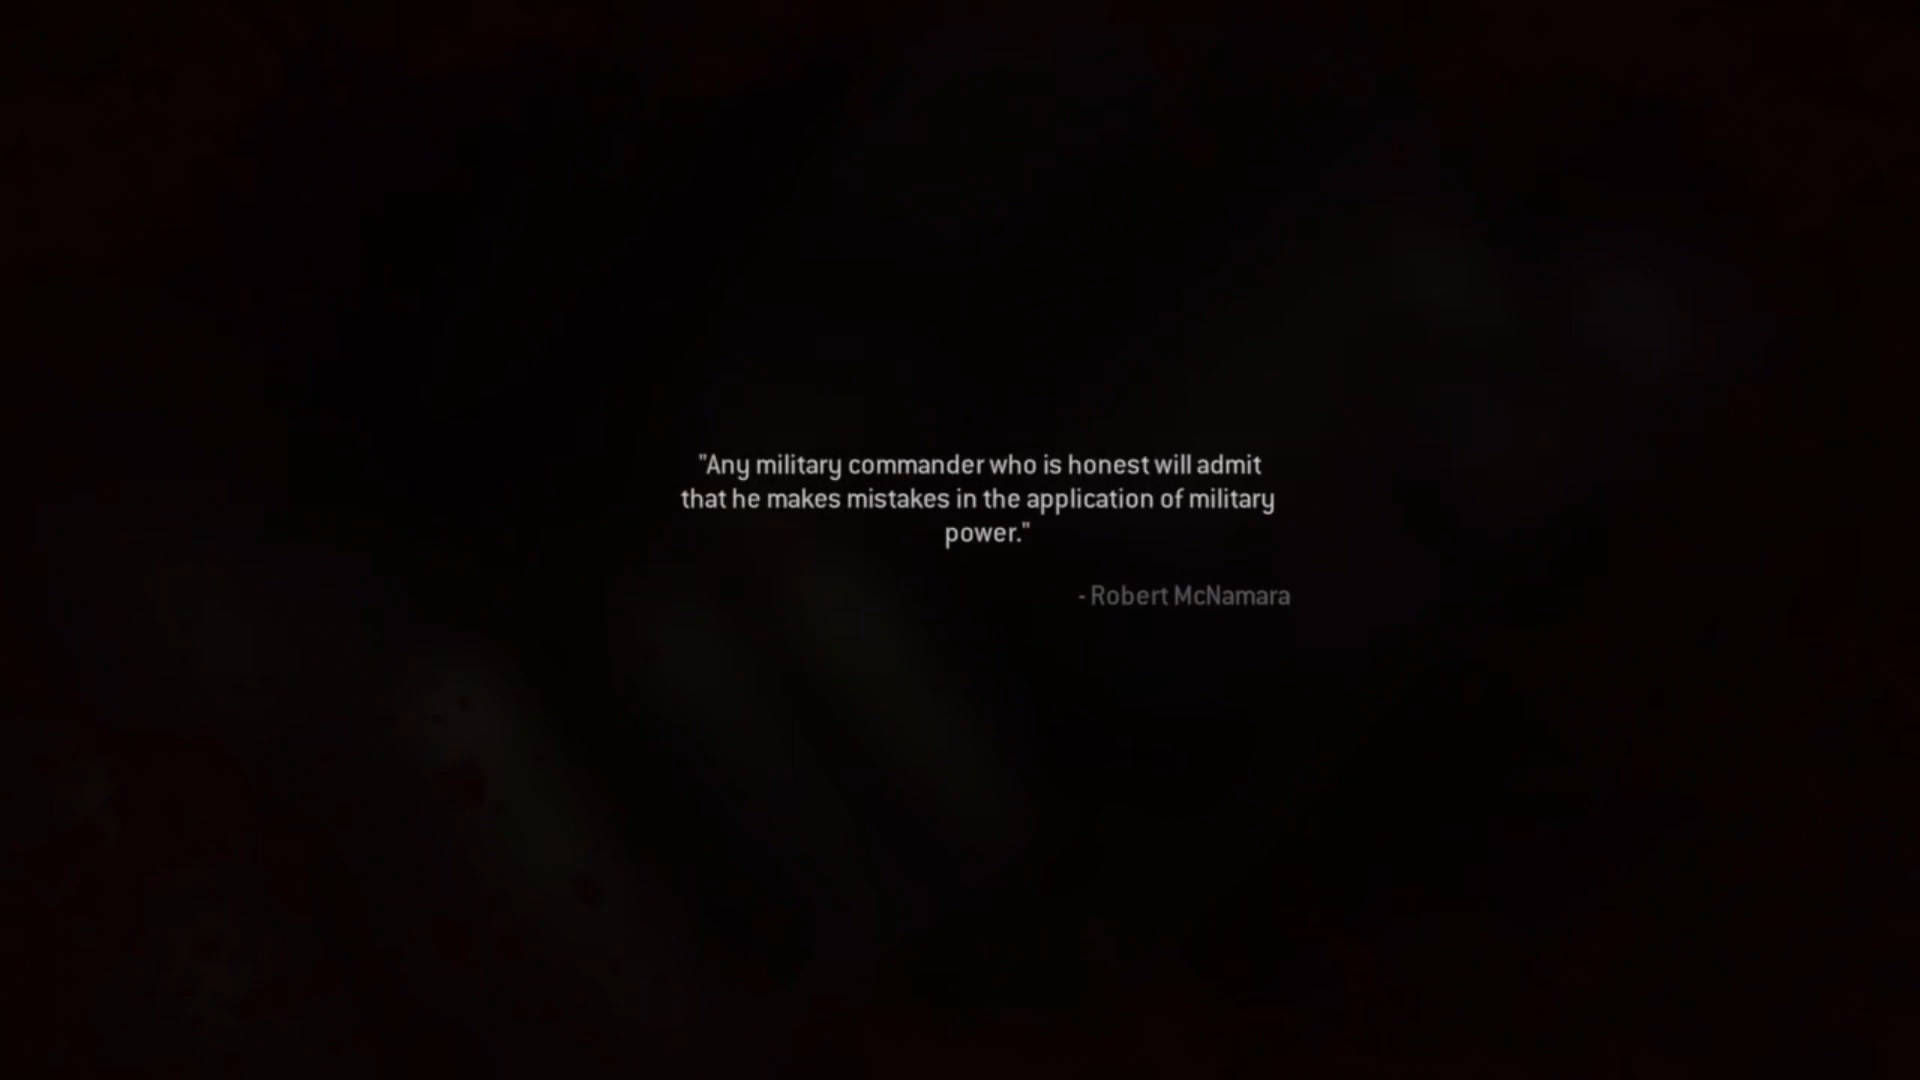 "Any military commander who is honest will admit
that he makes mistakes in the application of military
power."
- Robert McNamara